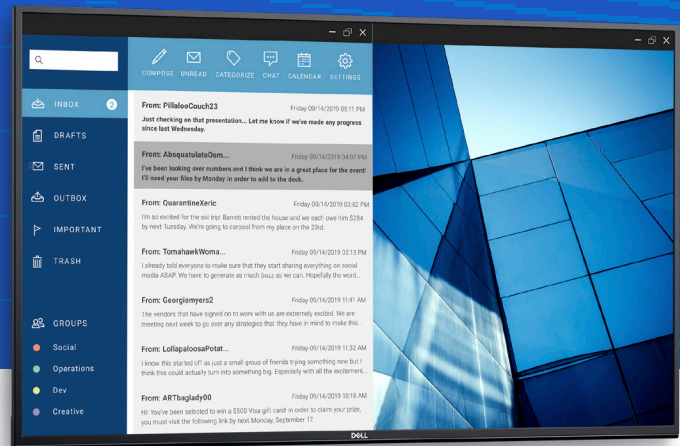 COMPOSE UNREAD CATEGORIZE CHAT CALENDAR SETTINGS
INBOX 2
DRAFTS
SENT
OUTBOX
IMPORTANT
TRASH
GROUPS
Social
Operations
Dev
Creative
From: PillalooCouch23 Friday 09/14/2019 05:11 PM
Just checking on that presentation... Let me know if we've made any progress
since last Wednesday.
From: AbsquatulateOsm... Friday 09/14/2019 04:07 PM
I've been looking over numbers and I think we are in a great place for the event!
I'll need your files by Monday in order to add to the deck.
From: QuarantineXeric Friday 09/14/2019 03:52 PM
I'm so excited for the ski trip! Barrett rented the house and we each owe him $284
by next Tuesday. We're going to carpool from my place on the 23rd.
From: TomahawkWoma... Friday 09/14/2019 02:13 PM
I already told everyone to make sure that they start sharing everything on social
media ASAP. We have to generate as much buzz as we can. Hopefully the word...
From: Georgiemyers2 Friday 09/14/2019 11:41 AM
The vendors that have signed on to work with us are extremely excited. We are
meeting next week to go over any strategies that they have in mind to make this...
From: LollapaloosaPotat... Friday 09/14/2019 11:32 AM
I know this started off as just a small group of friends trying something new but I
think this could actually turn into something big. Especially with all the excitement...
From: ARTbaglady00 Friday 09/14/2019 10:18 AM
Hi! You've been selected to win a $500 Visa gift card! In order to claim your prize,
you must visit the following link by next Monday, September 17.
DELL